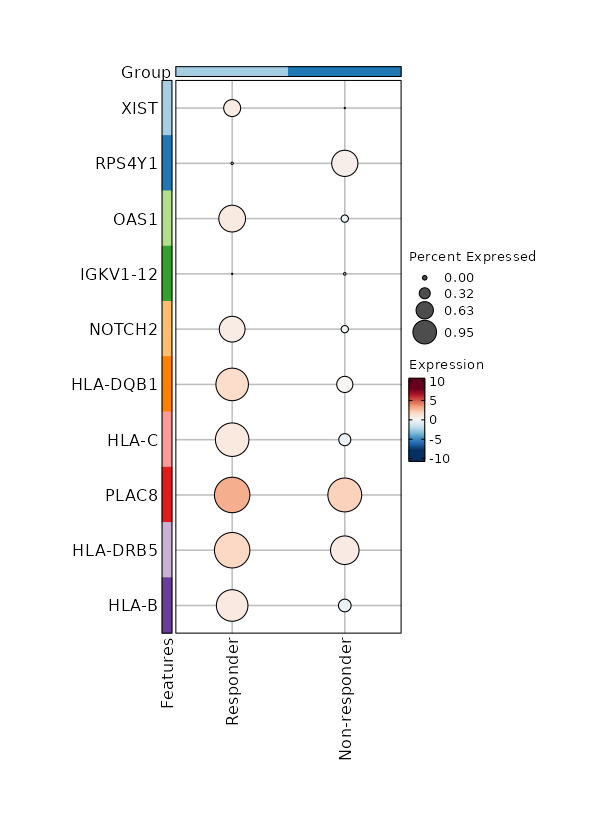 Group
XIST
RPS4Y1
OAS1
IGKV1-12
NOTCH2
HLA-DQB1
HLA-C
PLAC8
HLA-DRB5
HLA-B
Features
Responder
Non-responder
Percent Expressed
0.00
0.32
0.63
0.95
Expression
10
5
0
-5
-10